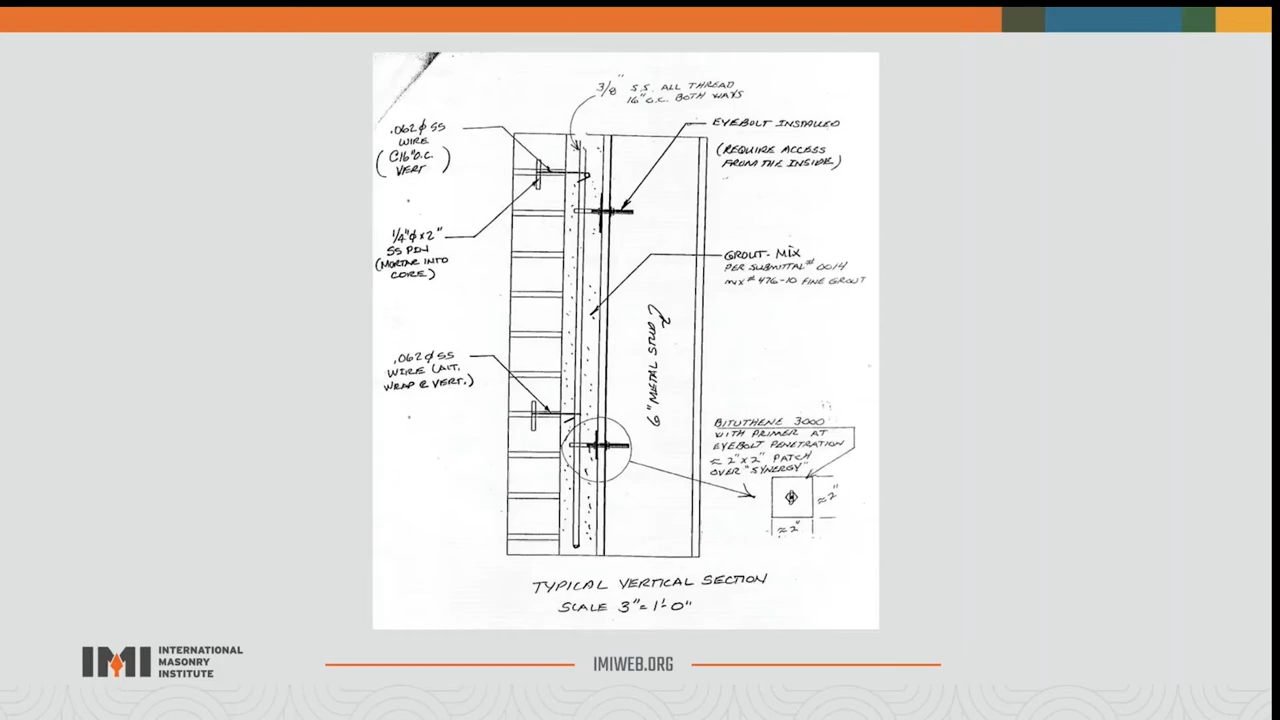 3/8" S.S. ALL THREAD
16" O.C. BOTH WAYS
.062 ϕ SS
WIRE
(C16" O.C.
VERT)
EYEBOLT INSTALLED
(REQUIRE ACCESS
FROM THE INSIDE)
1/4" ϕ x 2"
SS PIN
(MORTAR INTO
CORE)
GROUT - MIX
PER SUBMITTAL # 0014
MIX # 476-10 FINE GROUT
6" METAL STUD
.062 ϕ SS
WIRE (ALT.
WRAP & VERT.)
BITUTHENE 3000
WITH PRIMER AT
EYEBOLT PENETRATION
≈ 2" x 2" PATCH
OVER "SYNERGY"
≈ 2"
≈ 2"
TYPICAL VERTICAL SECTION
SCALE 3" = 1'-0"
IMI INTERNATIONAL
MASONRY
INSTITUTE
IMIWEB.ORG